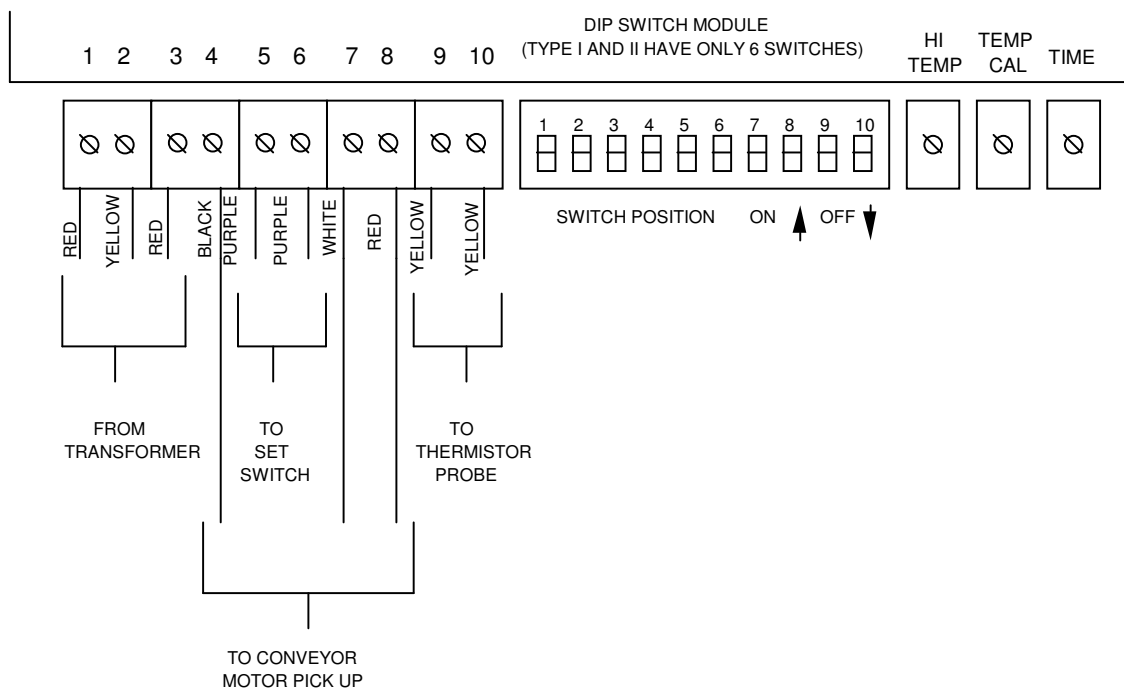 DIP SWITCH MODULE
(TYPE I AND II HAVE ONLY 6 SWITCHES)
HI
TEMP
TEMP
CAL
TIME
1 2 3 4 5 6 7 8 9 10
1 2 3 4 5 6 7 8 9 10
SWITCH POSITION ON OFF
RED
YELLOW
RED
BLACK
PURPLE
PURPLE
WHITE
RED
YELLOW
YELLOW
FROM
TRANSFORMER
TO
SET
SWITCH
TO
THERMISTOR
PROBE
TO CONVEYOR
MOTOR PICK UP